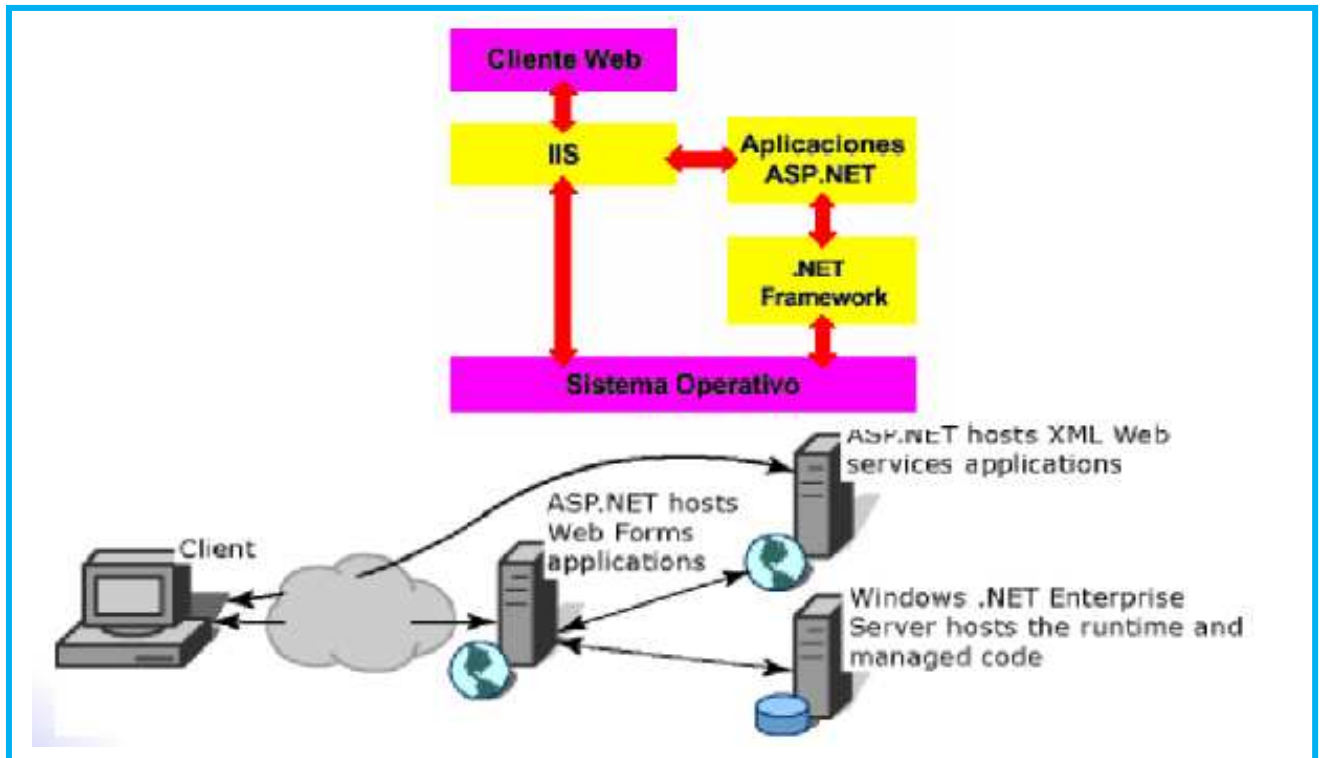 Cliente Web
IIS
Aplicaciones
ASP.NET
.NET
Framework
Sistema Operativo
ASP.NET hosts XML Web
services applications
ASP.NET hosts
Web Forms
applications
Client
Windows .NET Enterprise
Server hosts the runtime and
managed code